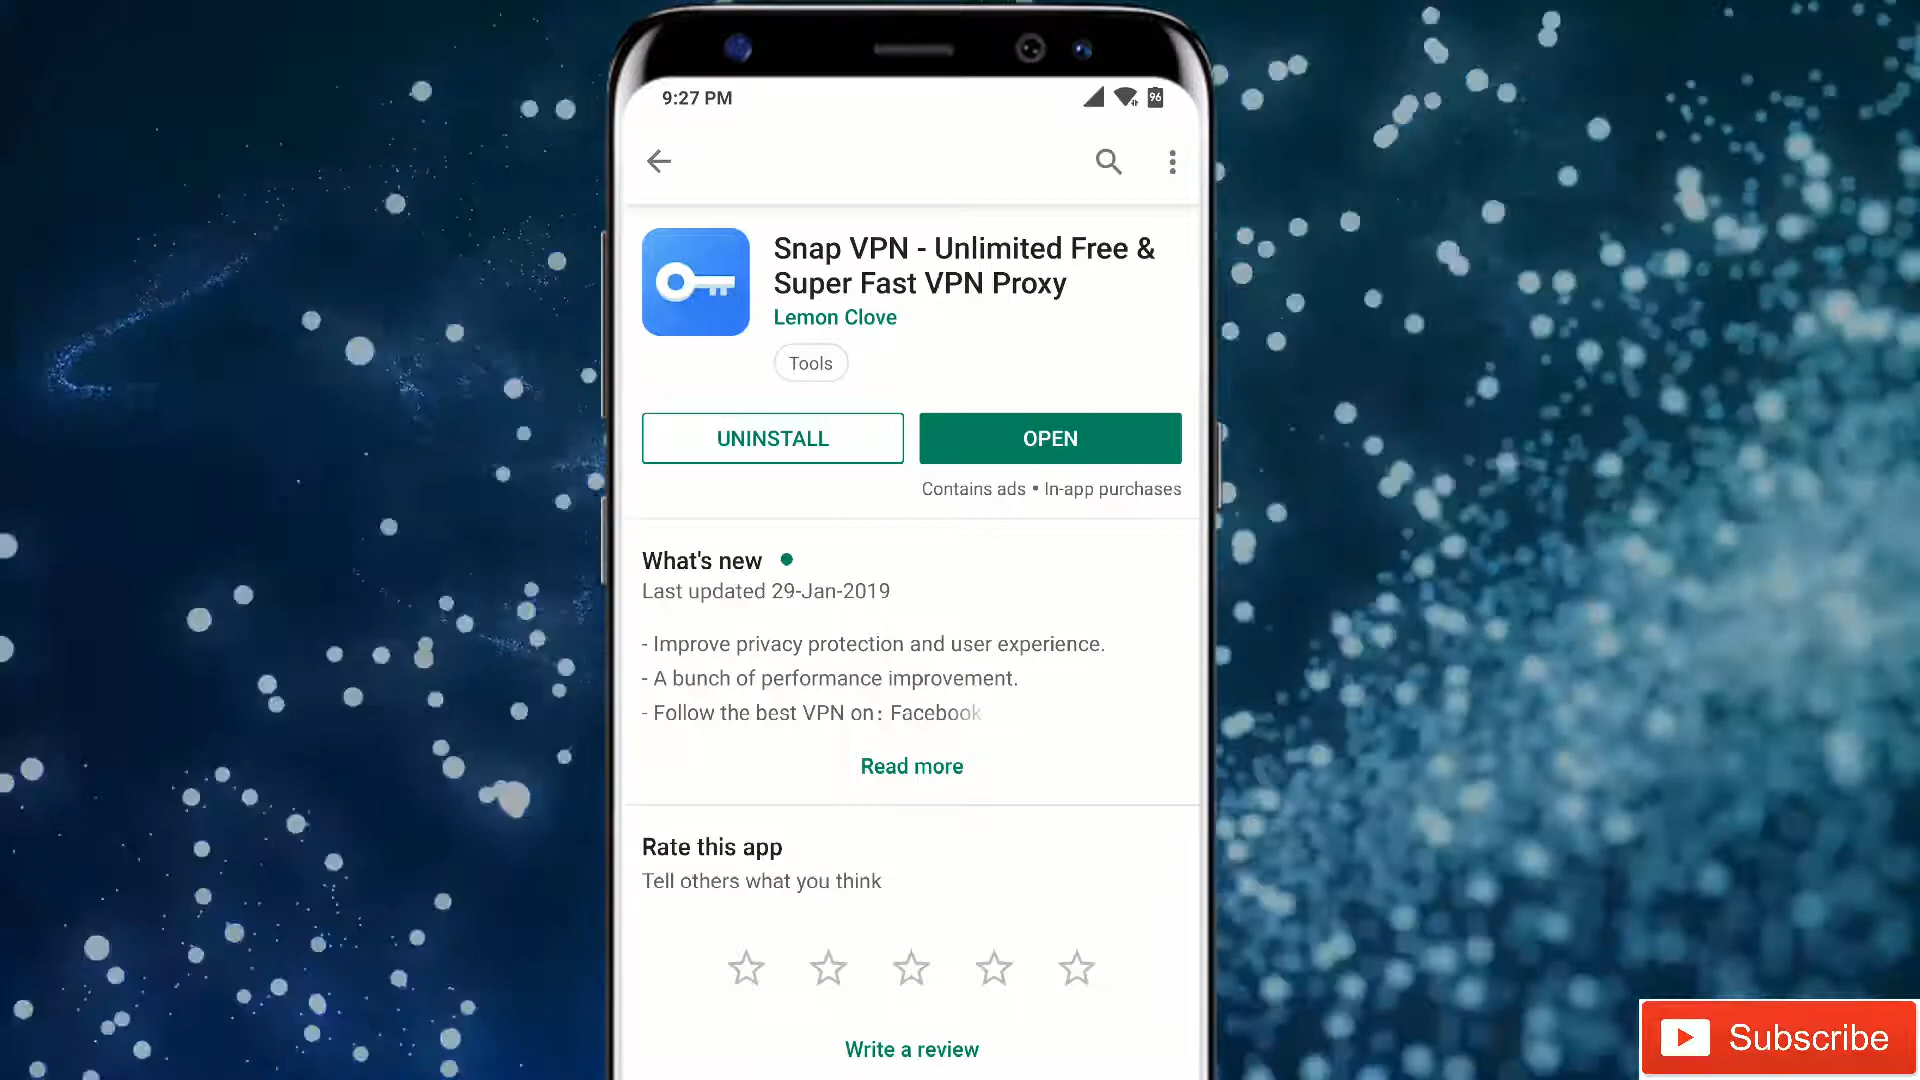 9:27 PM
96
Snap VPN - Unlimited Free &
Super Fast VPN Proxy
Lemon Clove
Tools
UNINSTALL
OPEN
Contains ads • In-app purchases
What's new
Last updated 29-Jan-2019
- Improve privacy protection and user experience.
- A bunch of performance improvement.
- Follow the best VPN on: Facebook
Read more
Rate this app
Tell others what you think
Write a review
Subscribe